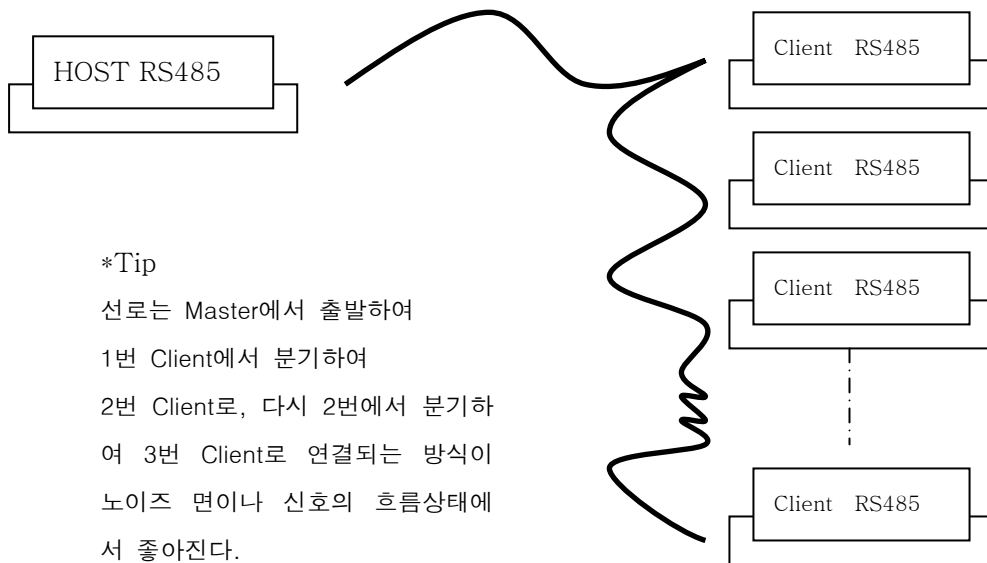 HOST RS485
Client RS485
Client RS485
Client RS485
Client RS485
*Tip
선로는 Master에서 출발하여
1번 Client에서 분기하여
2번 Client로, 다시 2번에서 분기하
여 3번 Client로 연결되는 방식이
노이즈 면이나 신호의 흐름상태에
서 좋아진다.